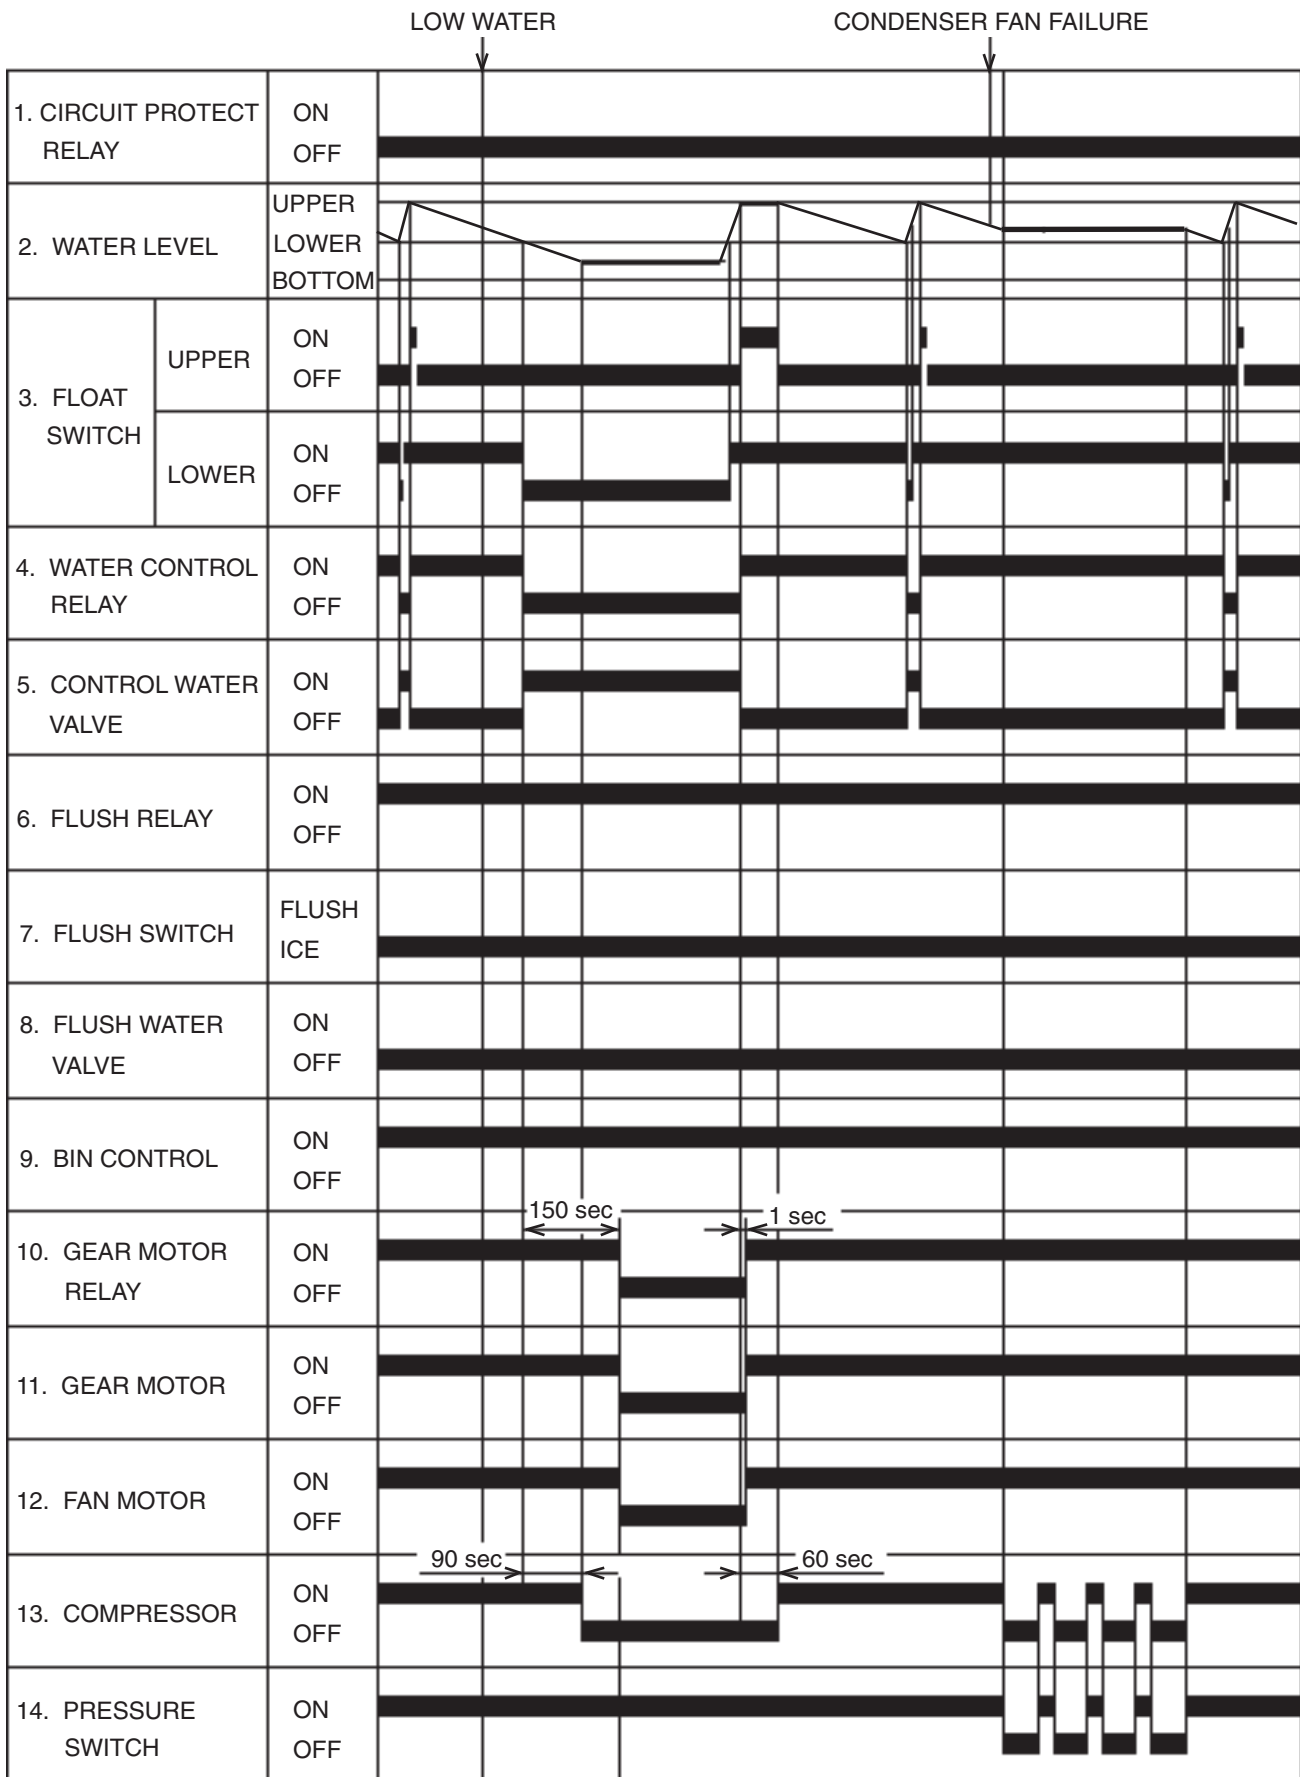 LOW WATER
CONDENSER FAN FAILURE
1. CIRCUIT PROTECT
RELAY
ON
OFF
2. WATER LEVEL
UPPER
LOWER
BOTTOM
3. FLOAT
SWITCH
UPPER
ON
OFF
LOWER
ON
OFF
4. WATER CONTROL
RELAY
ON
OFF
5. CONTROL WATER
VALVE
ON
OFF
6. FLUSH RELAY
ON
OFF
7. FLUSH SWITCH
FLUSH
ICE
8. FLUSH WATER
VALVE
ON
OFF
9. BIN CONTROL
ON
OFF
150 sec
1 sec
10. GEAR MOTOR
RELAY
ON
OFF
11. GEAR MOTOR
ON
OFF
12. FAN MOTOR
ON
OFF
90 sec
60 sec
13. COMPRESSOR
ON
OFF
14. PRESSURE
SWITCH
ON
OFF